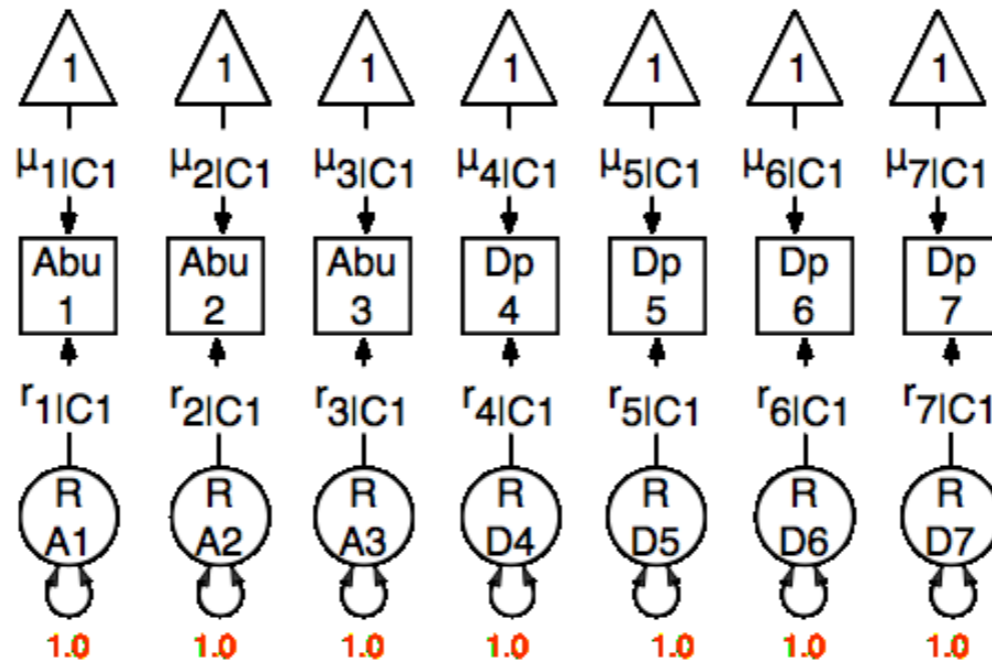 1 1 1 1 1 1 1
μ1|C1 μ2|C1 μ3|C1 μ4|C1 μ5|C1 μ6|C1 μ7|C1
Abu Abu Abu Dp Dp Dp Dp
1 2 3 4 5 6 7
r1|C1 r2|C1 r3|C1 r4|C1 r5|C1 r6|C1 r7|C1
R R R R R R R
A1 A2 A3 D4 D5 D6 D7
1.0 1.0 1.0 1.0 1.0 1.0 1.0